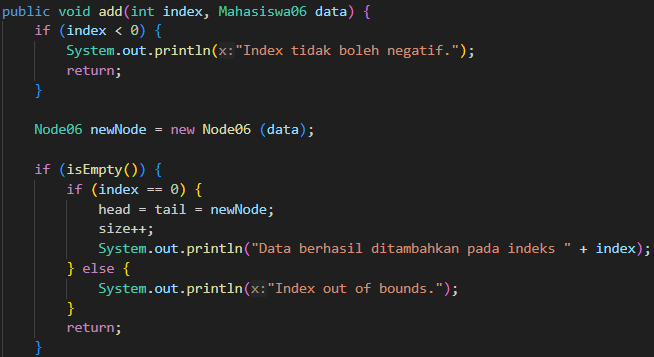 public void add(int index, Mahasiswa06 data) {
if (index < 0) {
System.out.println(x:"Index tidak boleh negatif.");
return;
}
Node06 newNode = new Node06 (data);
if (isEmpty()) {
if (index == 0) {
head = tail = newNode;
size++;
System.out.println("Data berhasil ditambahkan pada indeks " + index);
} else {
System.out.println(x:"Index out of bounds.");
}
return;
}